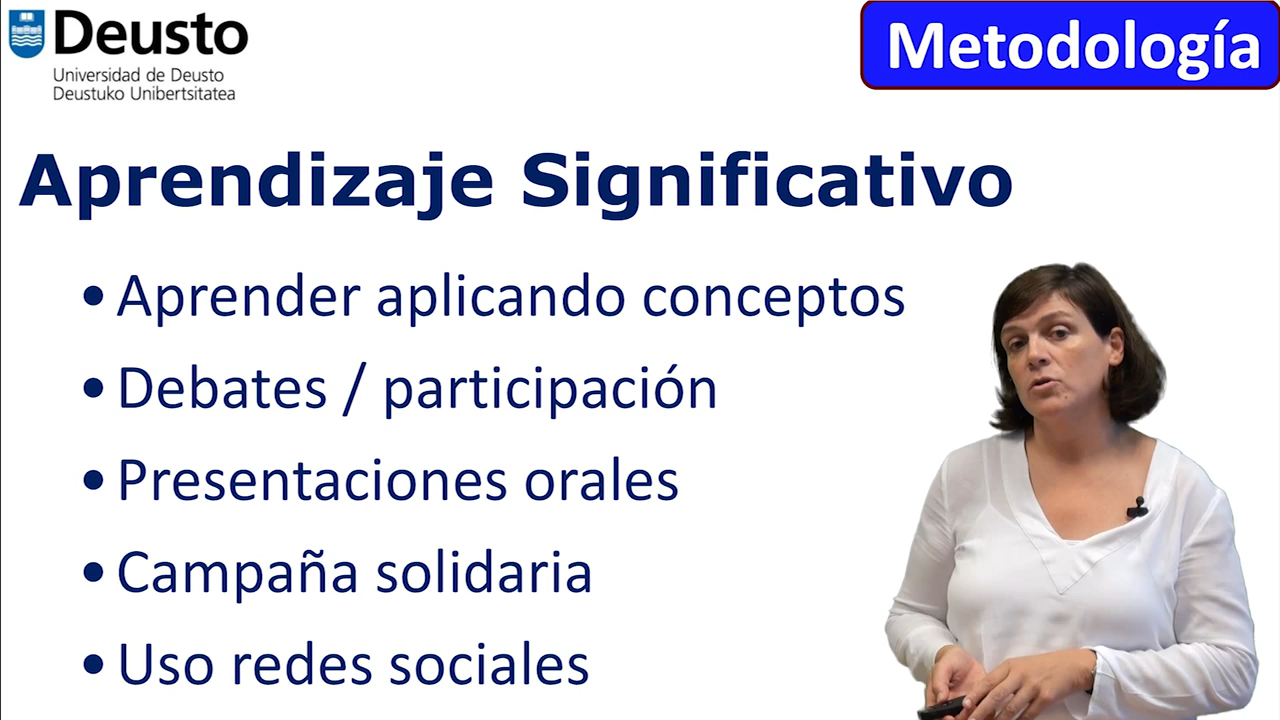 Deusto
Universidad de Deusto
Deustuko Unibertsitatea
Metodología
Aprendizaje Significativo
• Aprender aplicando conceptos
• Debates / participación
• Presentaciones orales
• Campaña solidaria
• Uso redes sociales